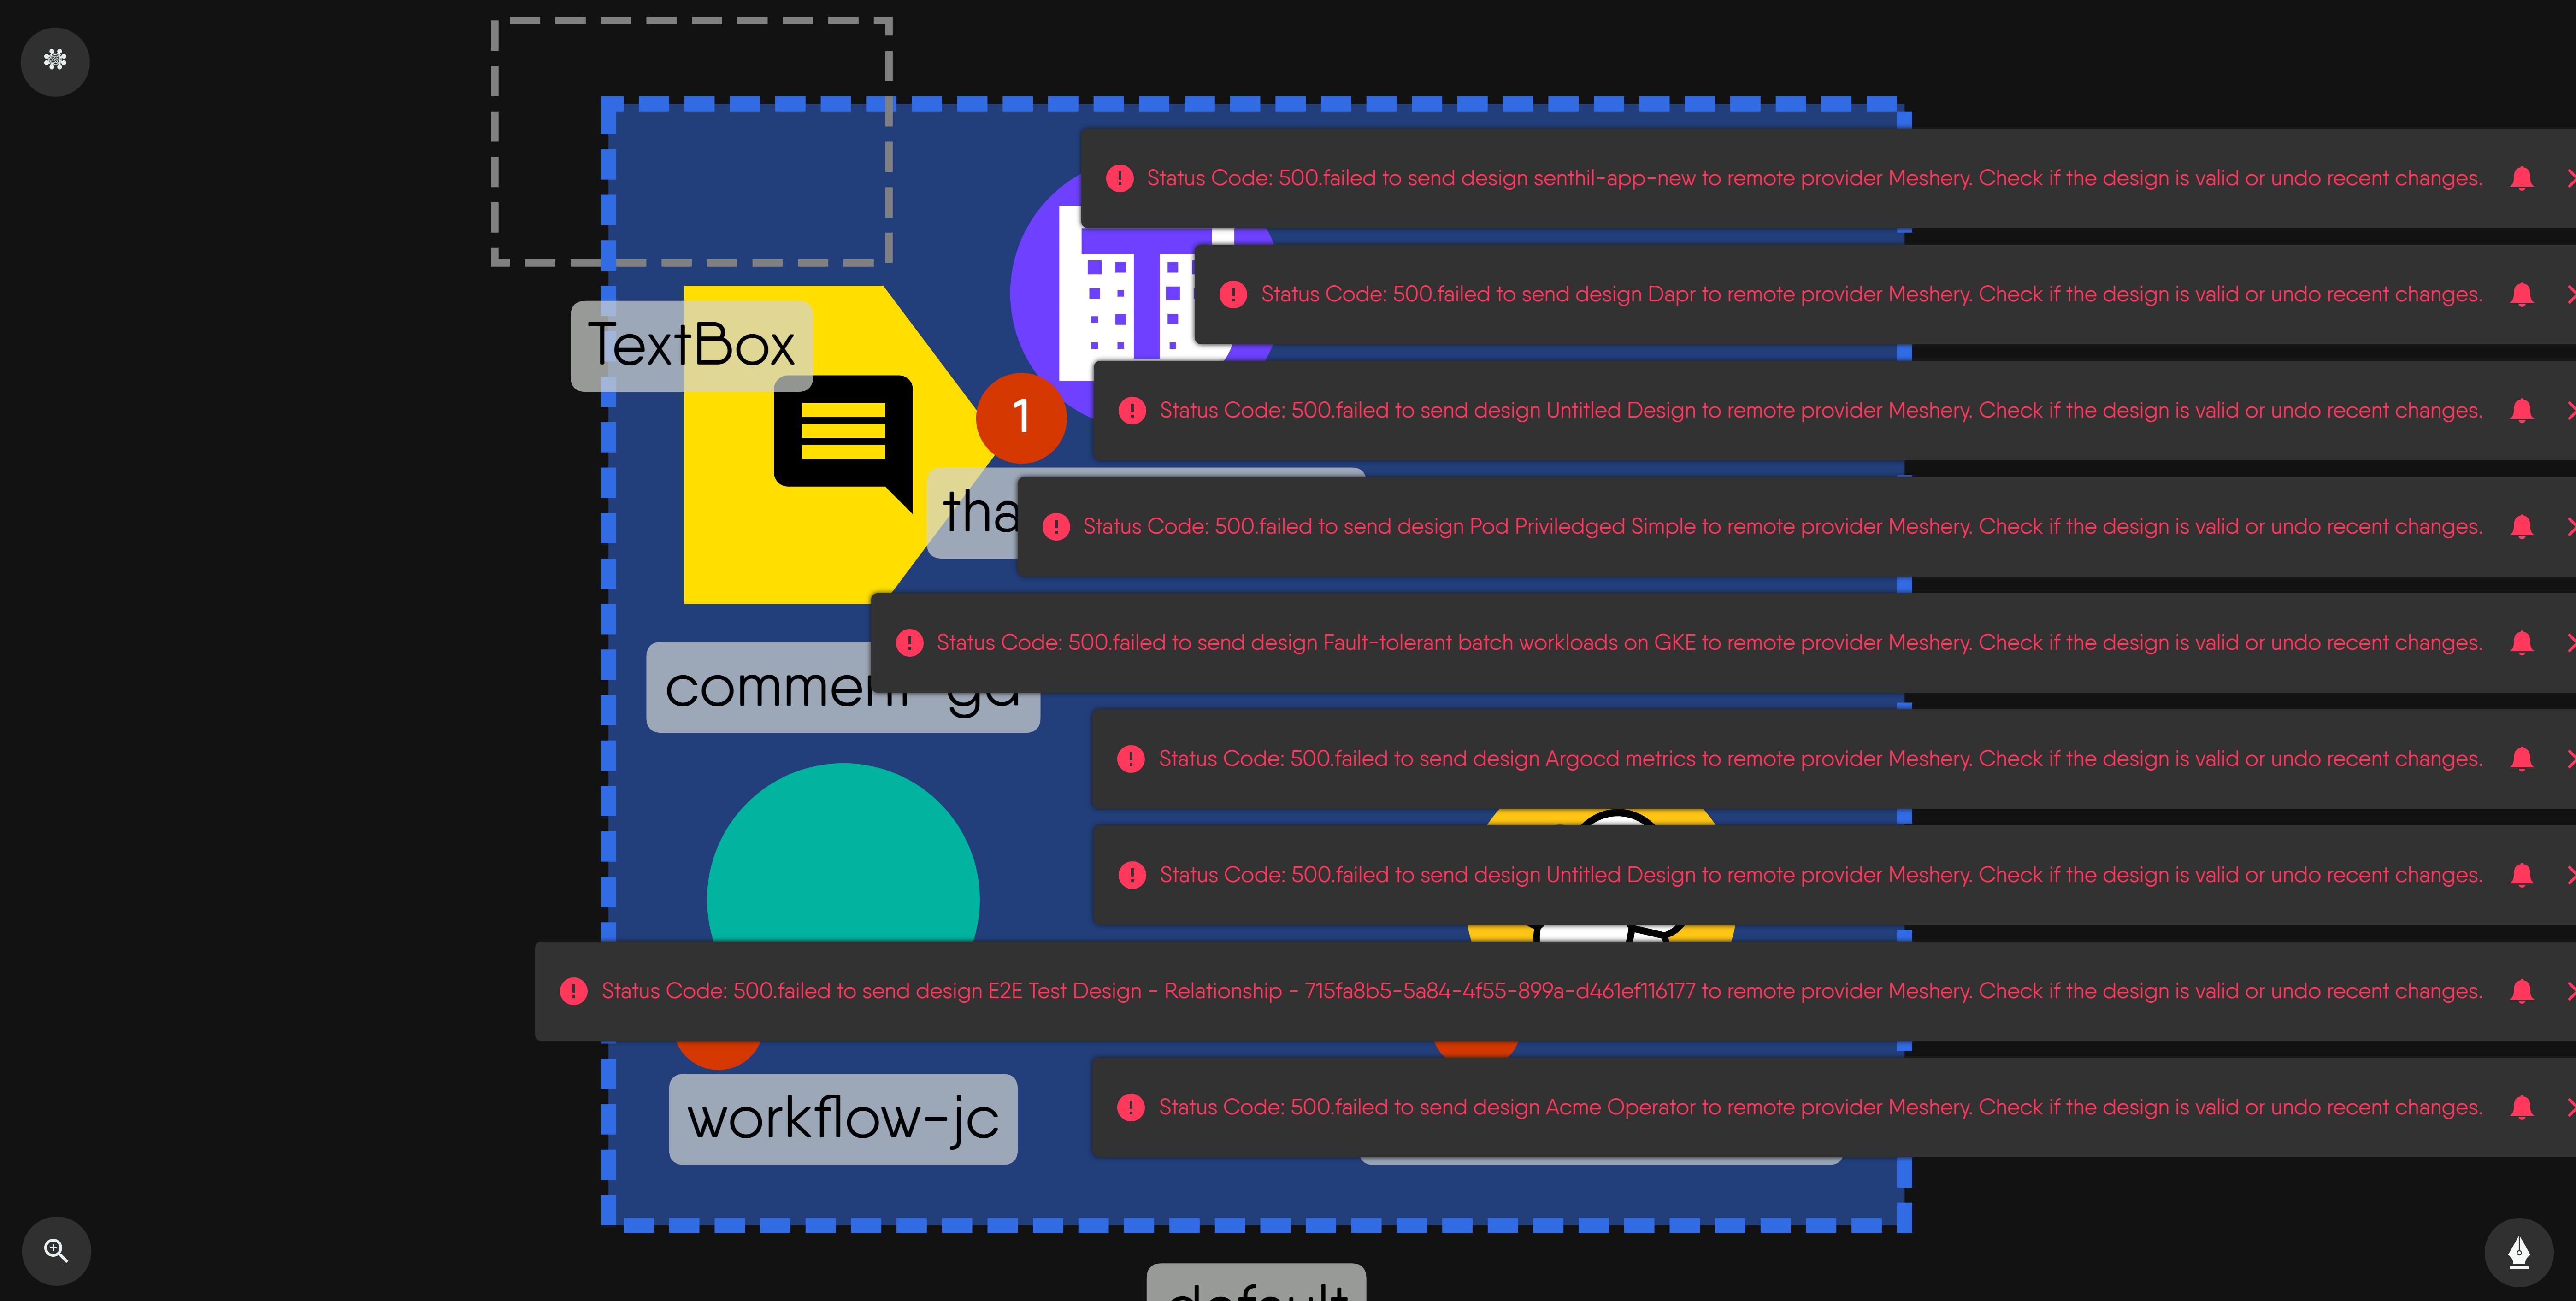 Status Code: 500.failed to send design senthil-app-new to remote provider Meshery. Check if the design is valid or undo recent changes.
Status Code: 500.failed to send design Dapr to remote provider Meshery. Check if the design is valid or undo recent changes.
TextBox
1
Status Code: 500.failed to send design Untitled Design to remote provider Meshery. Check if the design is valid or undo recent changes.
tha
Status Code: 500.failed to send design Pod Priviledged Simple to remote provider Meshery. Check if the design is valid or undo recent changes.
Status Code: 500.failed to send design Fault-tolerant batch workloads on GKE to remote provider Meshery. Check if the design is valid or undo recent changes.
Status Code: 500.failed to send design Argocd metrics to remote provider Meshery. Check if the design is valid or undo recent changes.
Status Code: 500.failed to send design Untitled Design to remote provider Meshery. Check if the design is valid or undo recent changes.
Status Code: 500.failed to send design E2E Test Design - Relationship - 715fa8b5-5a84-4f55-899a-d461ef116177 to remote provider Meshery. Check if the design is valid or undo recent changes.
Status Code: 500.failed to send design Acme Operator to remote provider Meshery. Check if the design is valid or undo recent changes.
workflow-jc
default